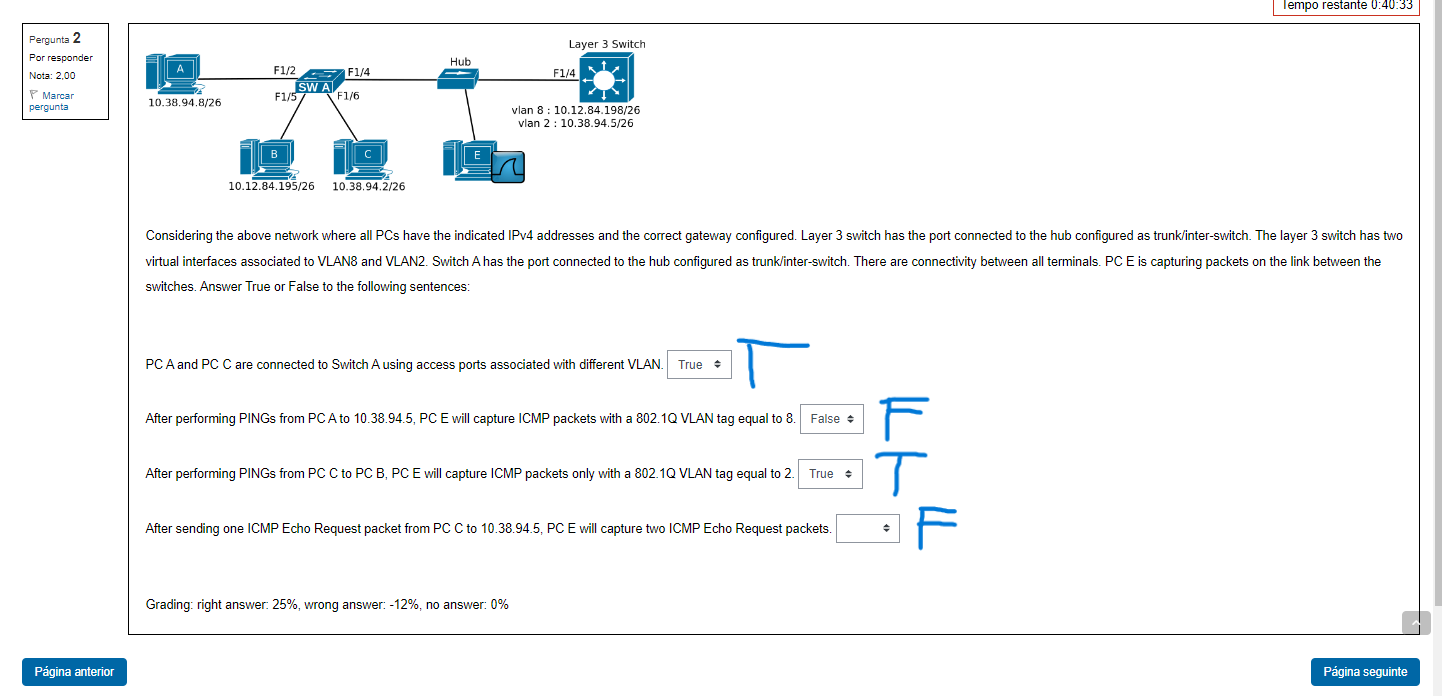 Tempo restante 0:40:33
Pergunta 2
Por responder
Nota: 2,00
Marcar
pergunta
Layer 3 Switch
Hub
A
F1/2
F1/4
F1/4
SW A
10.38.94.8/26
F1/5
F1/6
vlan 8 : 10.12.84.198/26
vlan 2 : 10.38.94.5/26
B
C
E
10.12.84.195/26
10.38.94.2/26
Considering the above network where all PCs have the indicated IPv4 addresses and the correct gateway configured. Layer 3 switch has the port connected to the hub configured as trunk/inter-switch. The layer 3 switch has two
virtual interfaces associated to VLAN8 and VLAN2. Switch A has the port connected to the hub configured as trunk/inter-switch. There are connectivity between all terminals. PC E is capturing packets on the link between the
switches. Answer True or False to the following sentences:
PC A and PC C are connected to Switch A using access ports associated with different VLAN. True T
After performing PINGs from PC A to 10.38.94.5, PC E will capture ICMP packets with a 802.1Q VLAN tag equal to 8. False F
After performing PINGs from PC C to PC B, PC E will capture ICMP packets only with a 802.1Q VLAN tag equal to 2. True T
After sending one ICMP Echo Request packet from PC C to 10.38.94.5, PC E will capture two ICMP Echo Request packets. F
Grading: right answer: 25%, wrong answer: -12%, no answer: 0%
Página anterior
Página seguinte